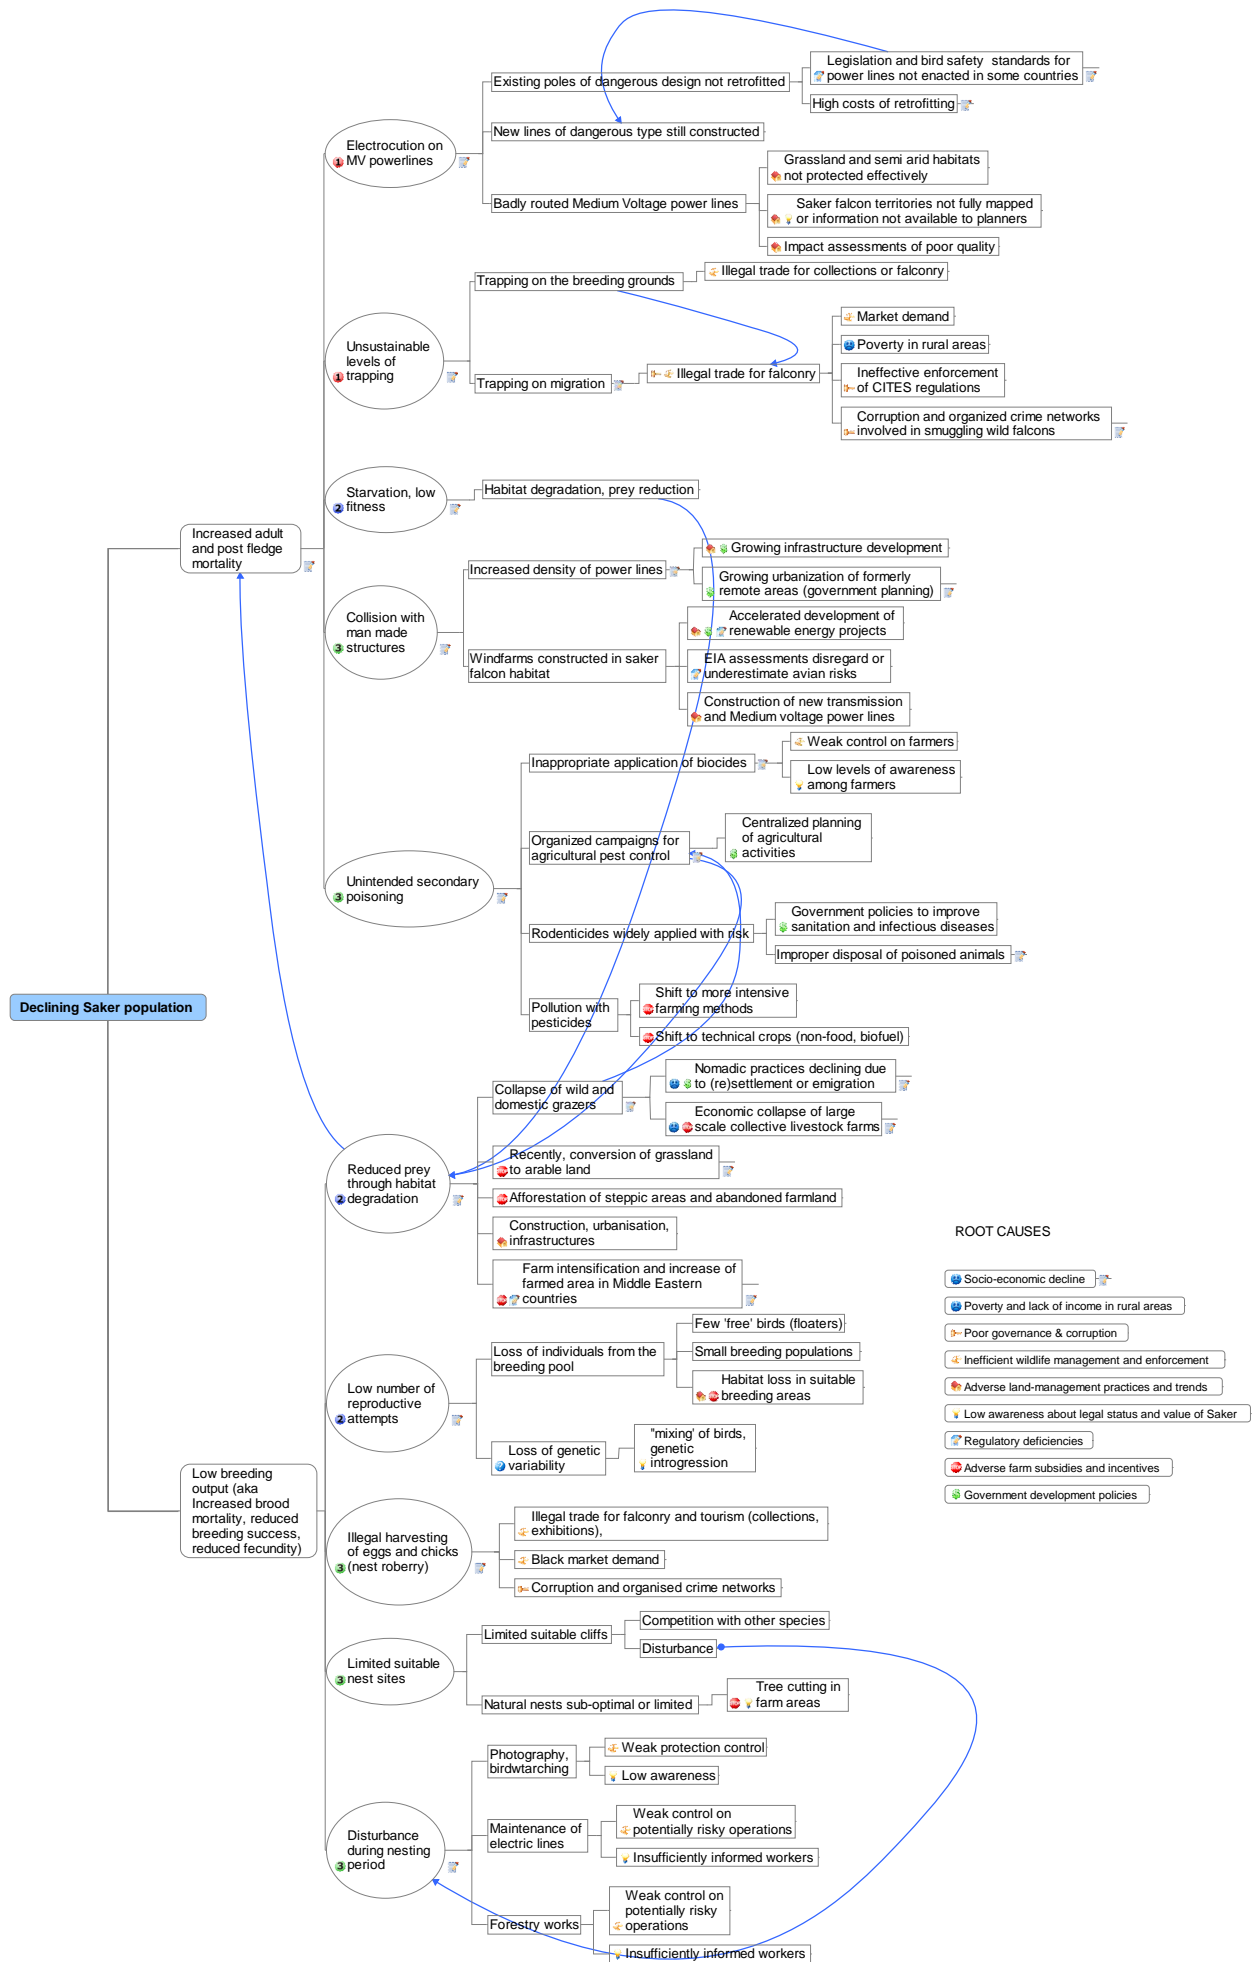 Declining Saker population
Increased adult
and post fledge
mortality
1
Electrocution on
MV powerlines
Existing poles of dangerous design not retrofitted
Legislation and bird safety standards for
power lines not enacted in some countries
High costs of retrofitting
New lines of dangerous type still constructed
Badly routed Medium Voltage power lines
Grassland and semi arid habitats
not protected effectively
Saker falcon territories not fully mapped
or information not available to planners
Impact assessments of poor quality
1
Unsustainable
levels of
trapping
Trapping on the breeding grounds
Illegal trade for collections or falconry
Trapping on migration
Illegal trade for falconry
Market demand
Poverty in rural areas
Ineffective enforcement
of CITES regulations
Corruption and organized crime networks
involved in smuggling wild falcons
2
Starvation, low
fitness
Habitat degradation, prey reduction
3
Collision with
man made
structures
Increased density of power lines
Growing infrastructure development
Growing urbanization of formerly
remote areas (government planning)
Windfarms constructed in saker
falcon habitat
Accelerated development of
renewable energy projects
EIA assessments disregard or
underestimate avian risks
Construction of new transmission
and Medium voltage power lines
3
Unintended secondary
poisoning
Inappropriate application of biocides
Weak control on farmers
Low levels of awareness
among farmers
Organized campaigns for
agricultural pest control
Centralized planning
of agricultural
activities
Rodenticides widely applied with risk
Government policies to improve
sanitation and infectious diseases
Improper disposal of poisoned animals
Pollution with
pesticides
Shift to more intensive
farming methods
Shift to technical crops (non-food, biofuel)
Low breeding
output (aka
Increased brood
mortality, reduced
breeding success,
reduced fecundity)
2
Reduced prey
through habitat
degradation
Collapse of wild and
domestic grazers
Nomadic practices declining due
to (re)settlement or emigration
Economic collapse of large
scale collective livestock farms
Recently, conversion of grassland
to arable land
Afforestation of steppic areas and abandoned farmland
Construction, urbanisation,
infrastructures
Farm intensification and increase of
farmed area in Middle Eastern
countries
2
Low number of
reproductive
attempts
Loss of individuals from the
breeding pool
Few 'free' birds (floaters)
Small breeding populations
Habitat loss in suitable
breeding areas
Loss of genetic
variability
"mixing' of birds,
genetic
introgression
3
Illegal harvesting
of eggs and chicks
(nest roberry)
Illegal trade for falconry and tourism (collections,
exhibitions),
Black market demand
Corruption and organised crime networks
3
Limited suitable
nest sites
Limited suitable cliffs
Competition with other species
Disturbance
Natural nests sub-optimal or limited
Tree cutting in
farm areas
3
Disturbance
during nesting
period
Photography,
birdwtarching
Weak protection control
Low awareness
Maintenance of
electric lines
Weak control on
potentially risky operations
Insufficiently informed workers
Forestry works
Weak control on
potentially risky
operations
Insufficiently informed workers
ROOT CAUSES
Socio-economic decline
Poverty and lack of income in rural areas
Poor governance & corruption
Inefficient wildlife management and enforcement
Adverse land-management practices and trends
Low awareness about legal status and value of Saker
Regulatory deficiencies
Adverse farm subsidies and incentives
Government development policies